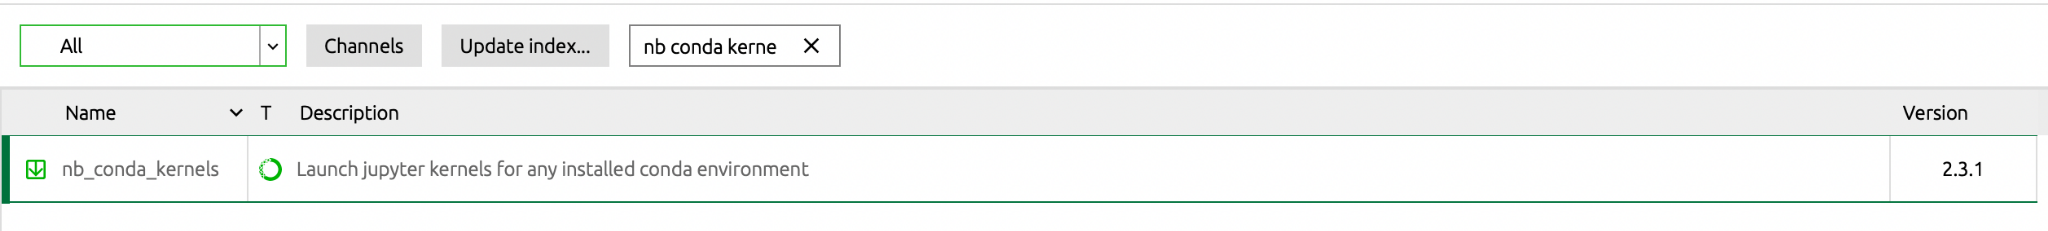 All Channels Update index... nb conda kerne
Name T Description Version
nb_conda_kernels Launch jupyter kernels for any installed conda environment 2.3.1